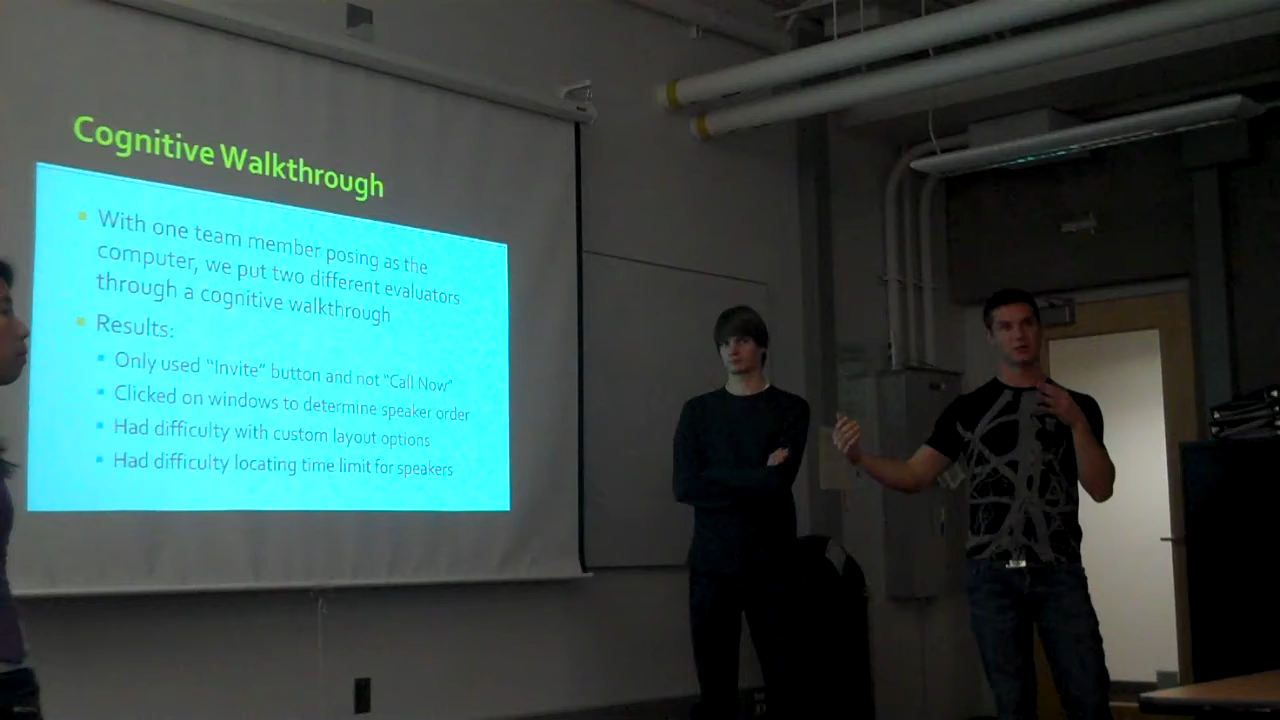 Cognitive Walkthrough
With one team member posing as the
computer, we put two different evaluators
through a cognitive walkthrough
Results:
Only used “Invite” button and not “Call Now”
Clicked on windows to determine speaker order
Had difficulty with custom layout options
Had difficulty locating time limit for speakers